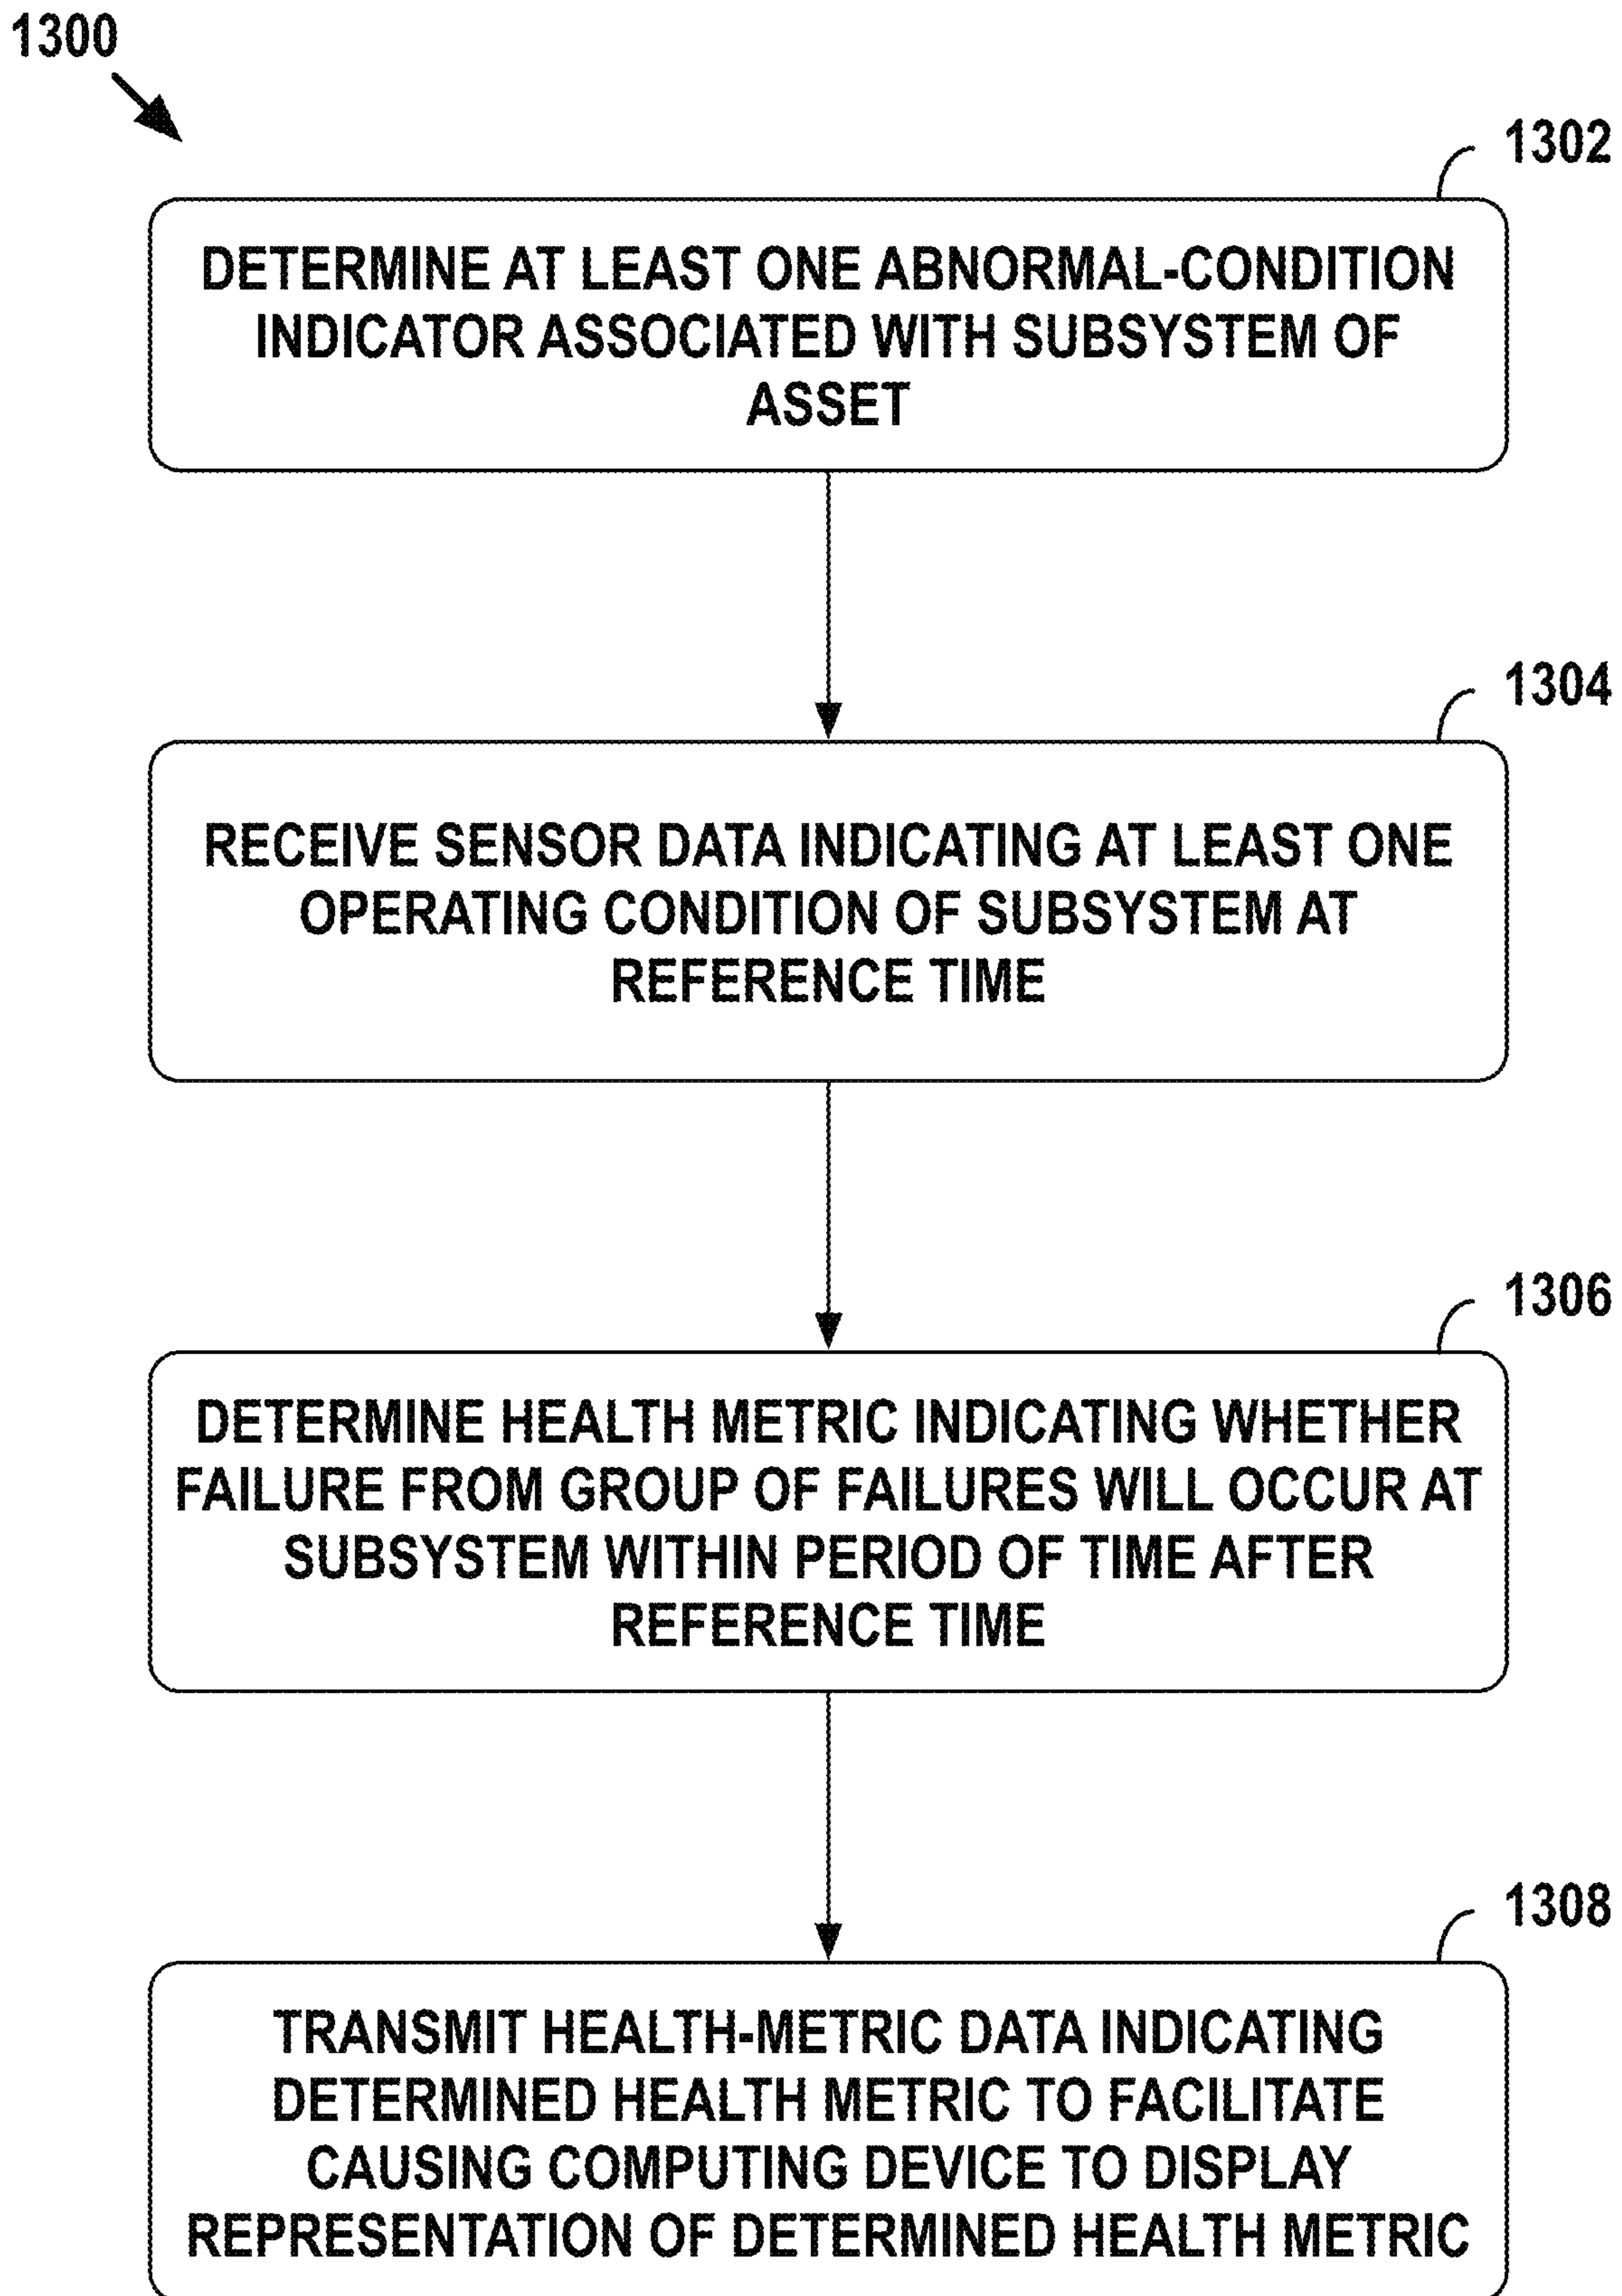 1300
1302
DETERMINE AT LEAST ONE ABNORMAL-CONDITION
INDICATOR ASSOCIATED WITH SUBSYSTEM OF
ASSET
1304
RECEIVE SENSOR DATA INDICATING AT LEAST ONE
OPERATING CONDITION OF SUBSYSTEM AT
REFERENCE TIME
1306
DETERMINE HEALTH METRIC INDICATING WHETHER
FAILURE FROM GROUP OF FAILURES WILL OCCUR AT
SUBSYSTEM WITHIN PERIOD OF TIME AFTER
REFERENCE TIME
1308
TRANSMIT HEALTH-METRIC DATA INDICATING
DETERMINED HEALTH METRIC TO FACILITATE
CAUSING COMPUTING DEVICE TO DISPLAY
REPRESENTATION OF DETERMINED HEALTH METRIC